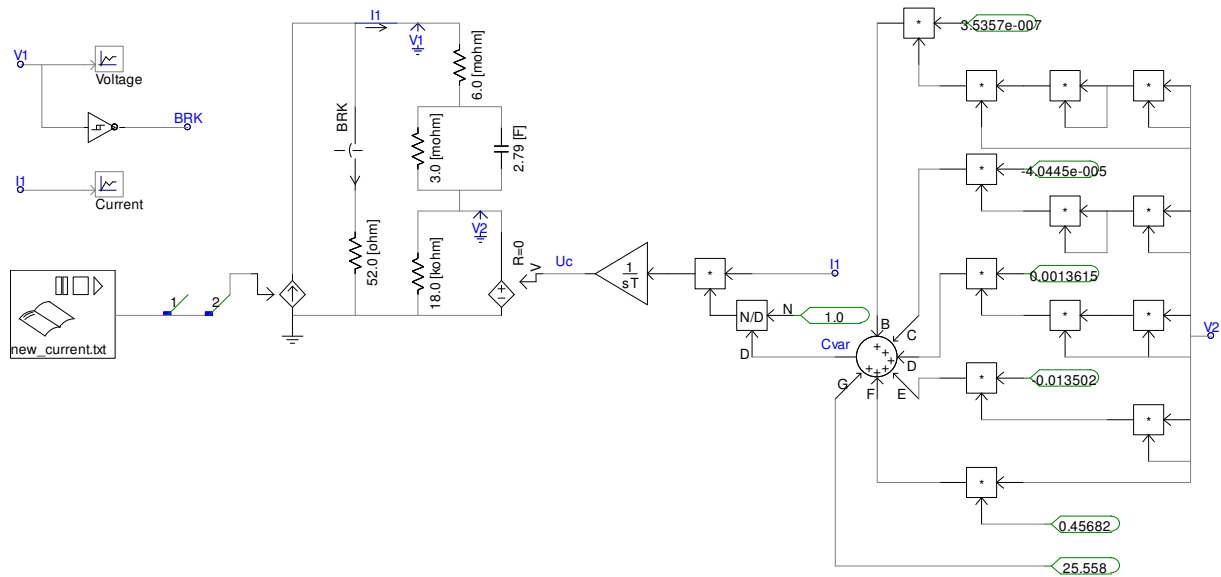 V1
Voltage
BRK
I1
Current
new_current.txt
1
2
I1
V1
BRK
52.0 [ohm]
6.0 [mohm]
3.0 [mohm]
2.79 [F]
V2
18.0 [kohm]
R=0
V
+
-
Uc
1
sT
*
I1
N/D
N
1.0
D
Cvar
B
C
D
E
F
G
+
+
+
+
+
+
*
3.5357e-007
*
*
*
*
-4.0445e-005
*
*
*
0.0013615
*
*
*
-0.013502
*
*
0.45682
25.558
V2